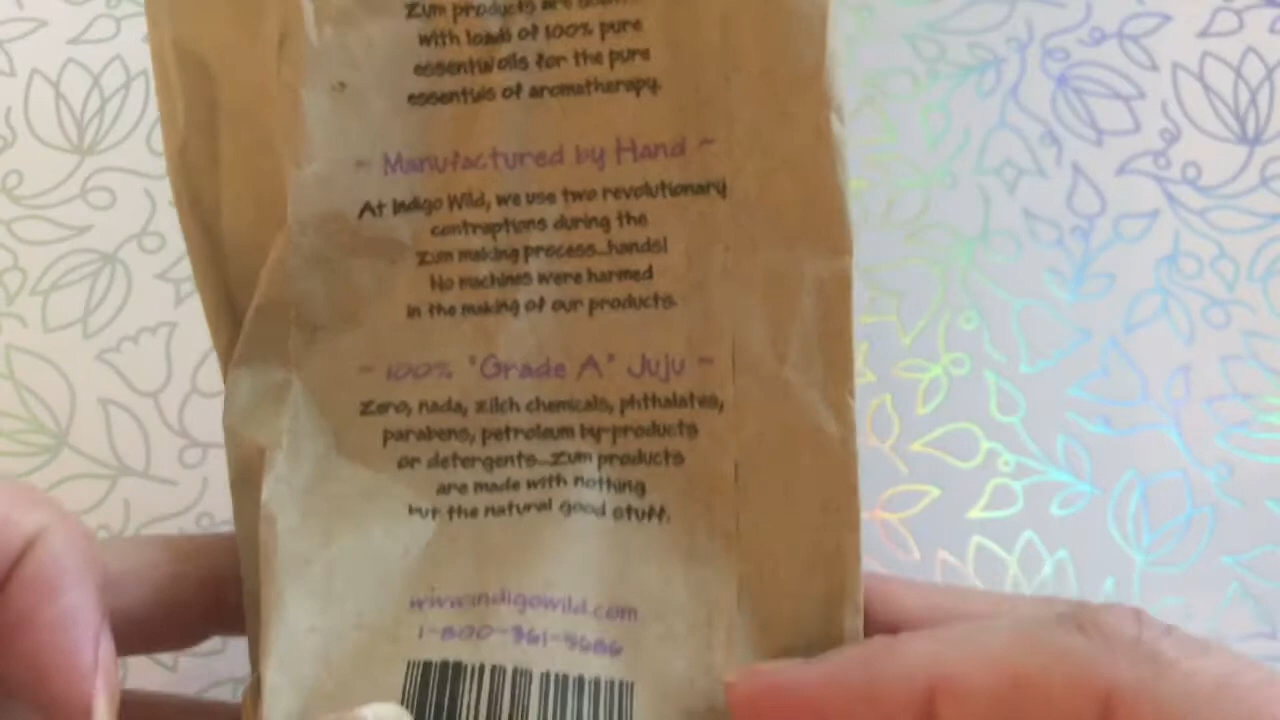 Zum products are
with loads of 100% pure
essential oils for the pure
essentials of aromatherapy.
~ Manufactured by Hand ~
At Indigo Wild, we use two revolutionary
contraptions during the
Zum making process...hands!
No machines were harmed
in the making of our products.
~ 100% "Grade A" Juju ~
Zero, nada, zilch chemicals, phthalates,
parabens, petroleum by-products
or detergents...Zum products
are made with nothing
but the natural good stuff.
www.indigowild.com
1-800-361-5686